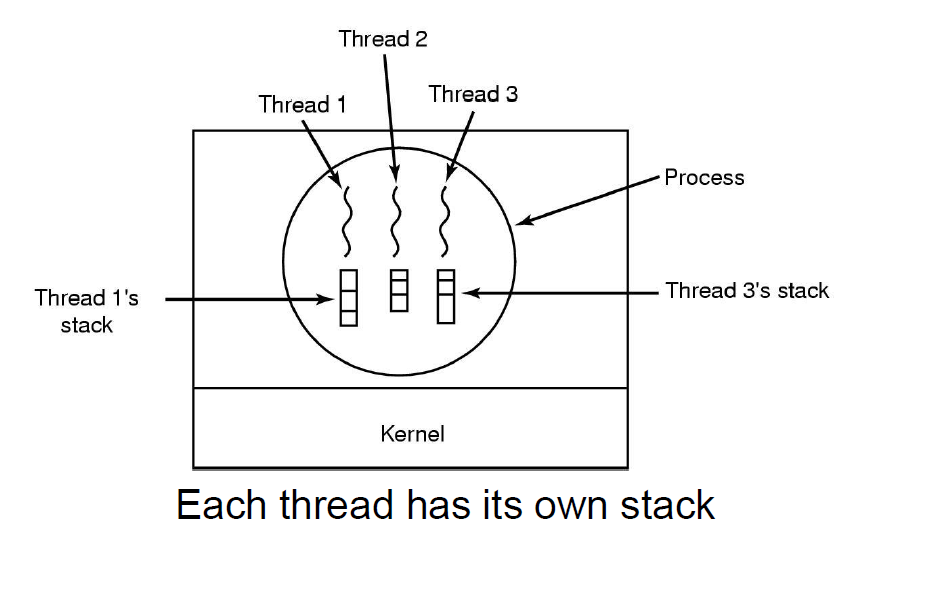 Thread 2
Thread 1
Thread 3
Process
Thread 1's
stack
Thread 3's stack
Kernel
Each thread has its own stack